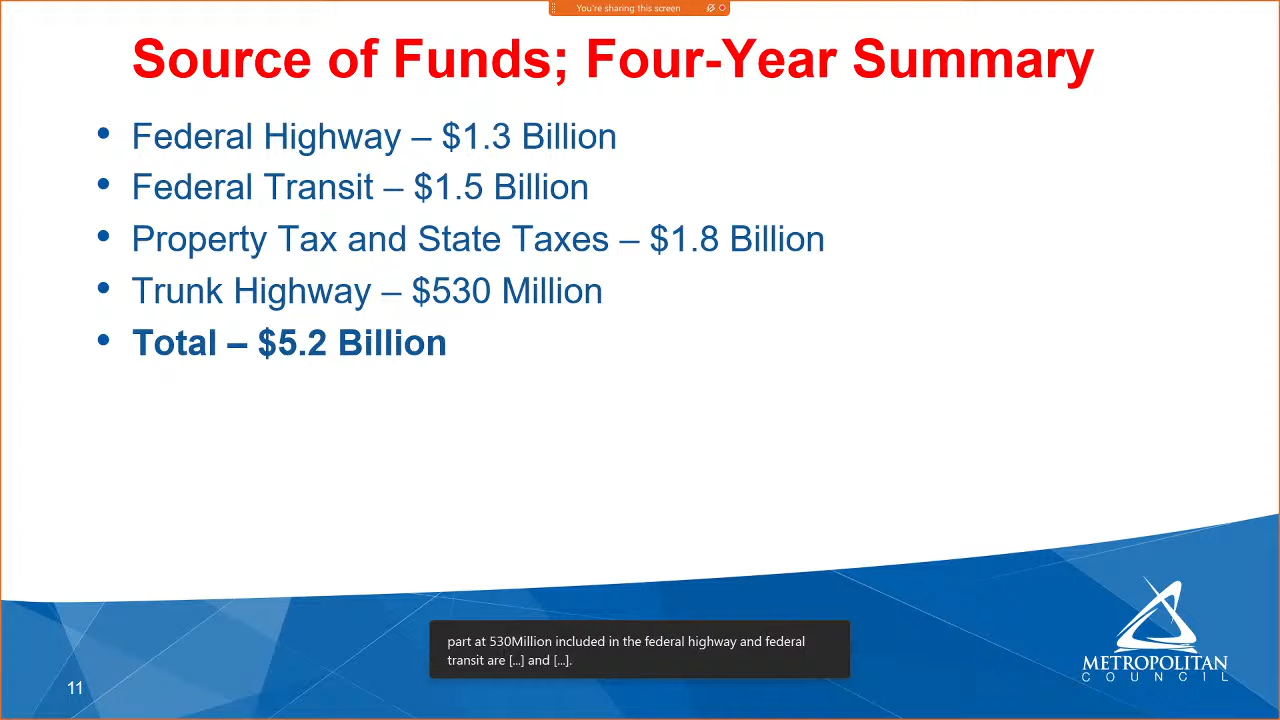 You're sharing this screen
Source of Funds; Four-Year Summary
• Federal Highway – $1.3 Billion
• Federal Transit – $1.5 Billion
• Property Tax and State Taxes – $1.8 Billion
• Trunk Highway – $530 Million
• Total – $5.2 Billion
part at 530Million included in the federal highway and federal
transit are [...] and [...].
METROPOLITAN
COUNCIL
11